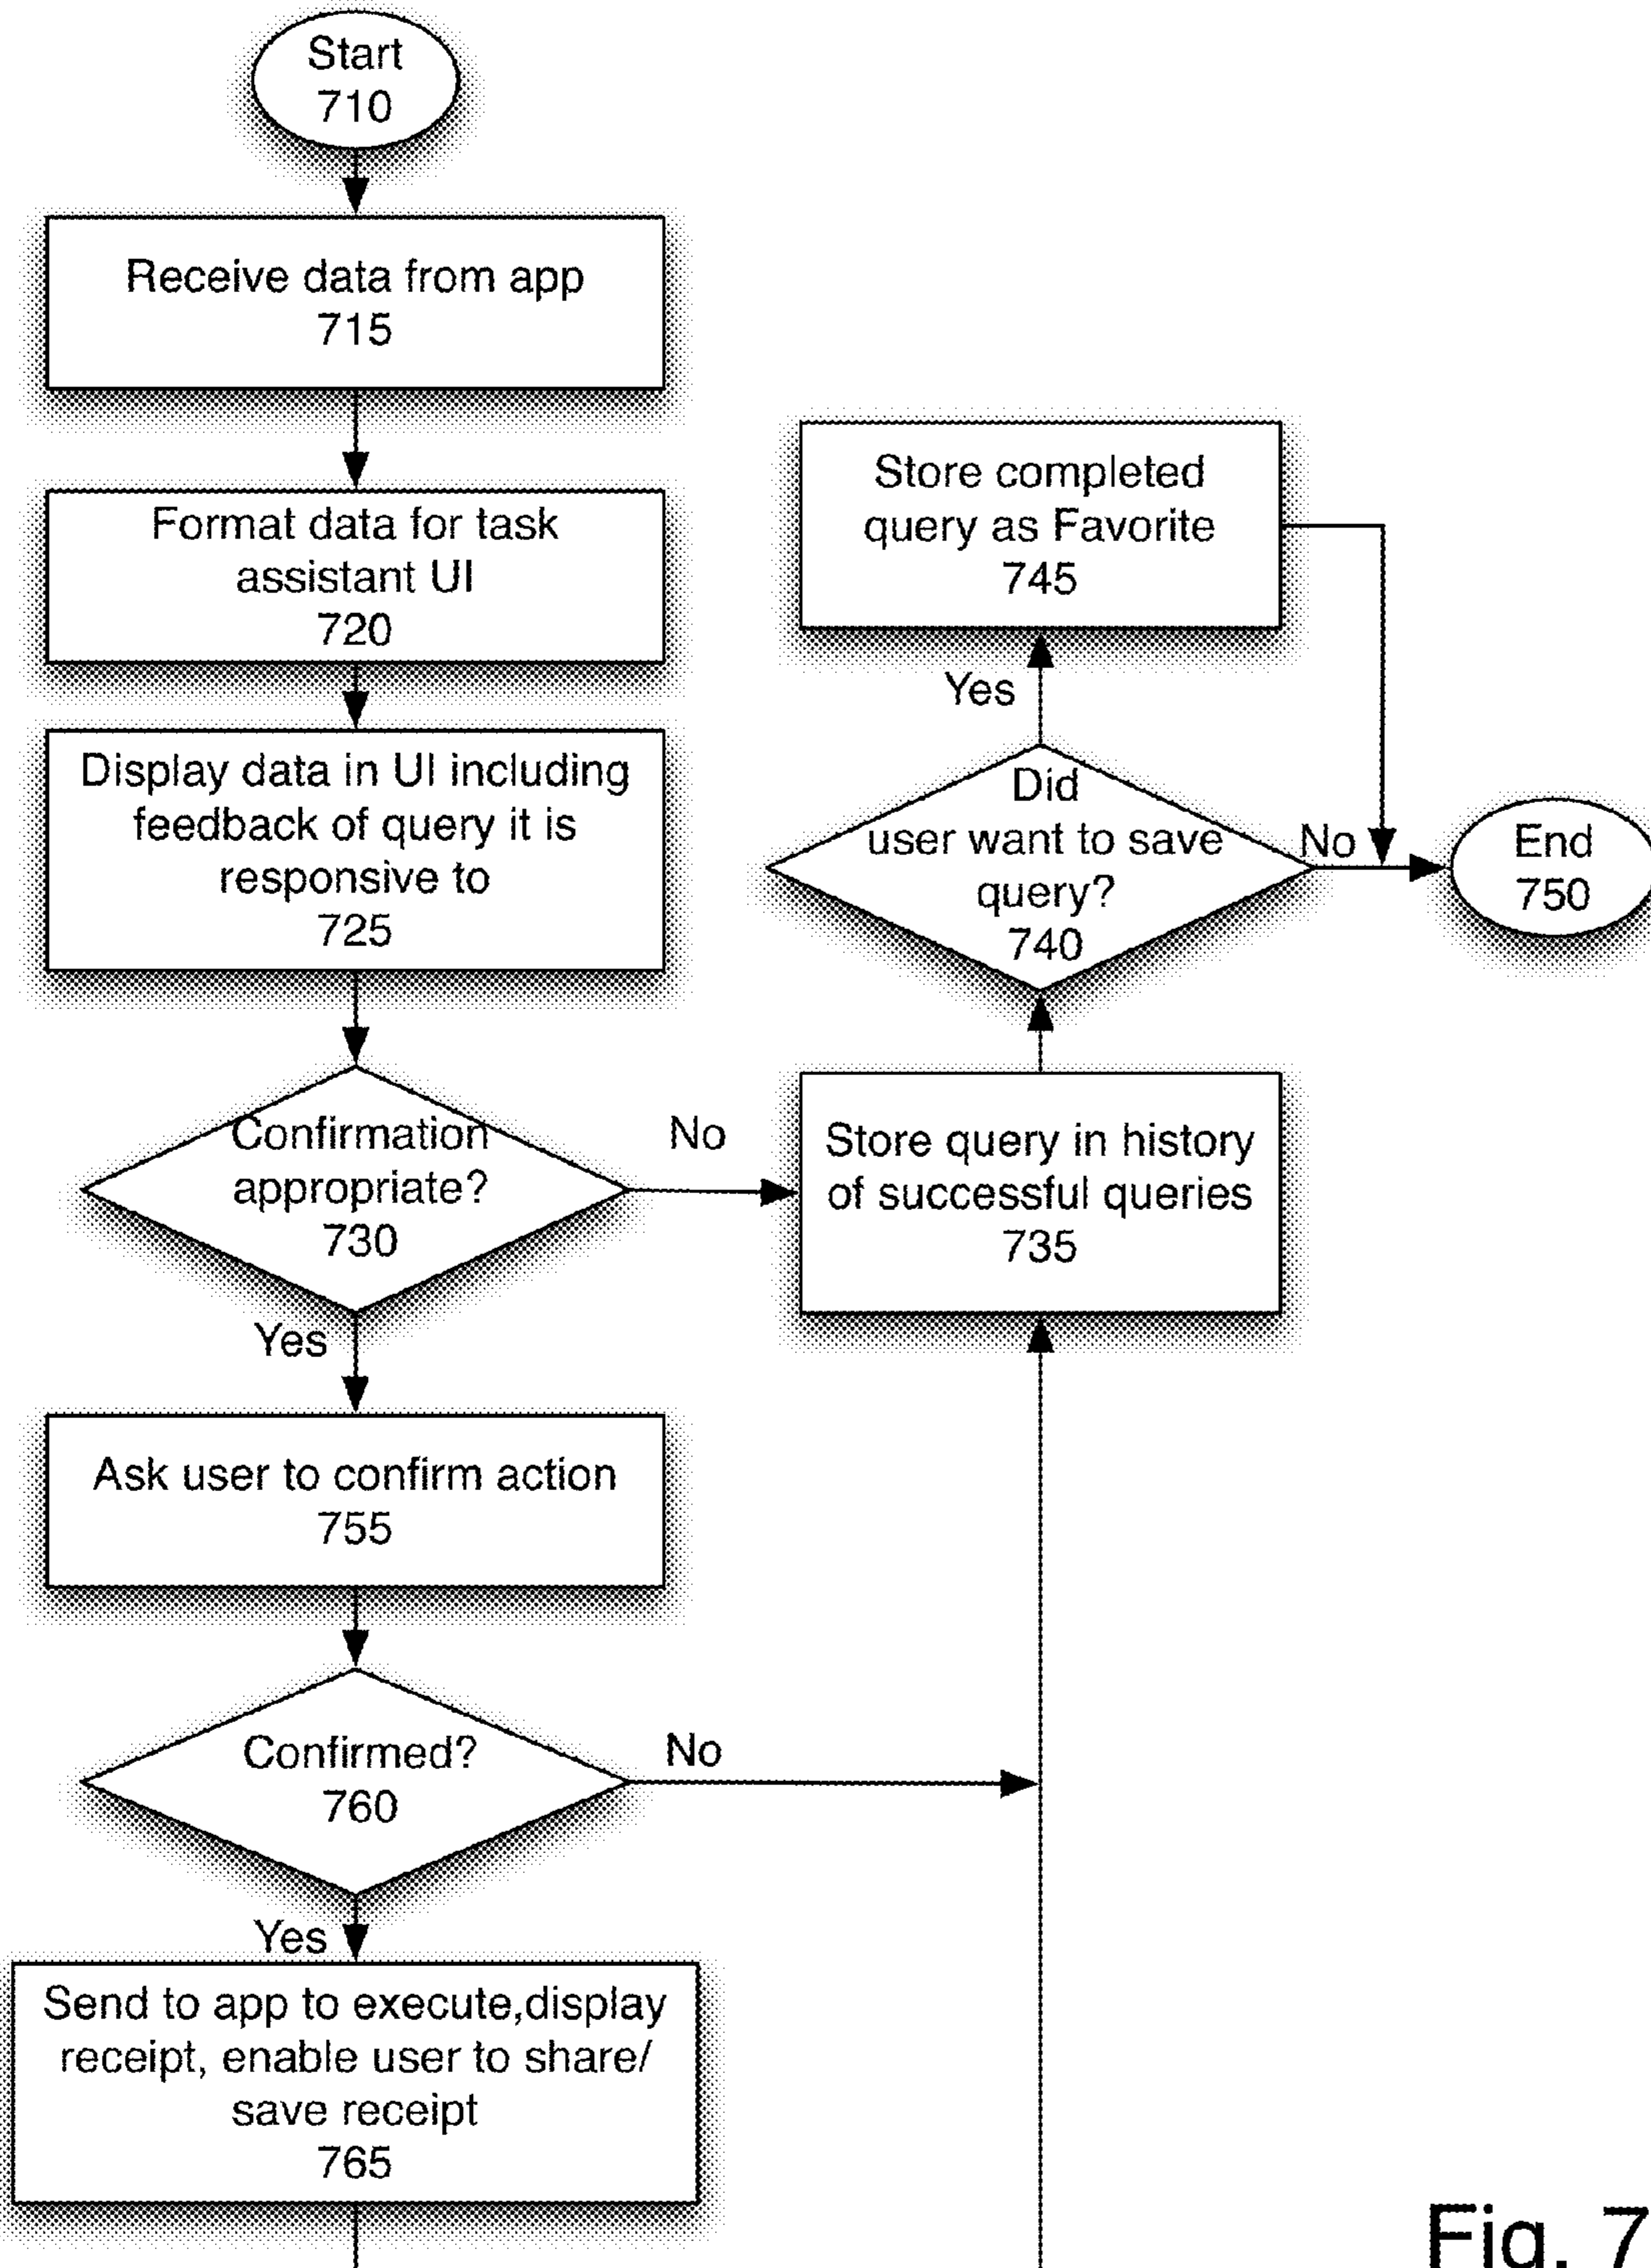 Start
710
Receive data from app
715
Format data for task
assistant UI
720
Display data in UI including
feedback of query it is
responsive to
725
Confirmation
appropriate?
730
No
Yes
Ask user to confirm action
755
Confirmed?
760
No
Yes
Send to app to execute,display
receipt, enable user to share/
save receipt
765
Store completed
query as Favorite
745
Yes
Did
user want to save
query?
740
No
End
750
Store query in history
of successful queries
735
Fig. 7